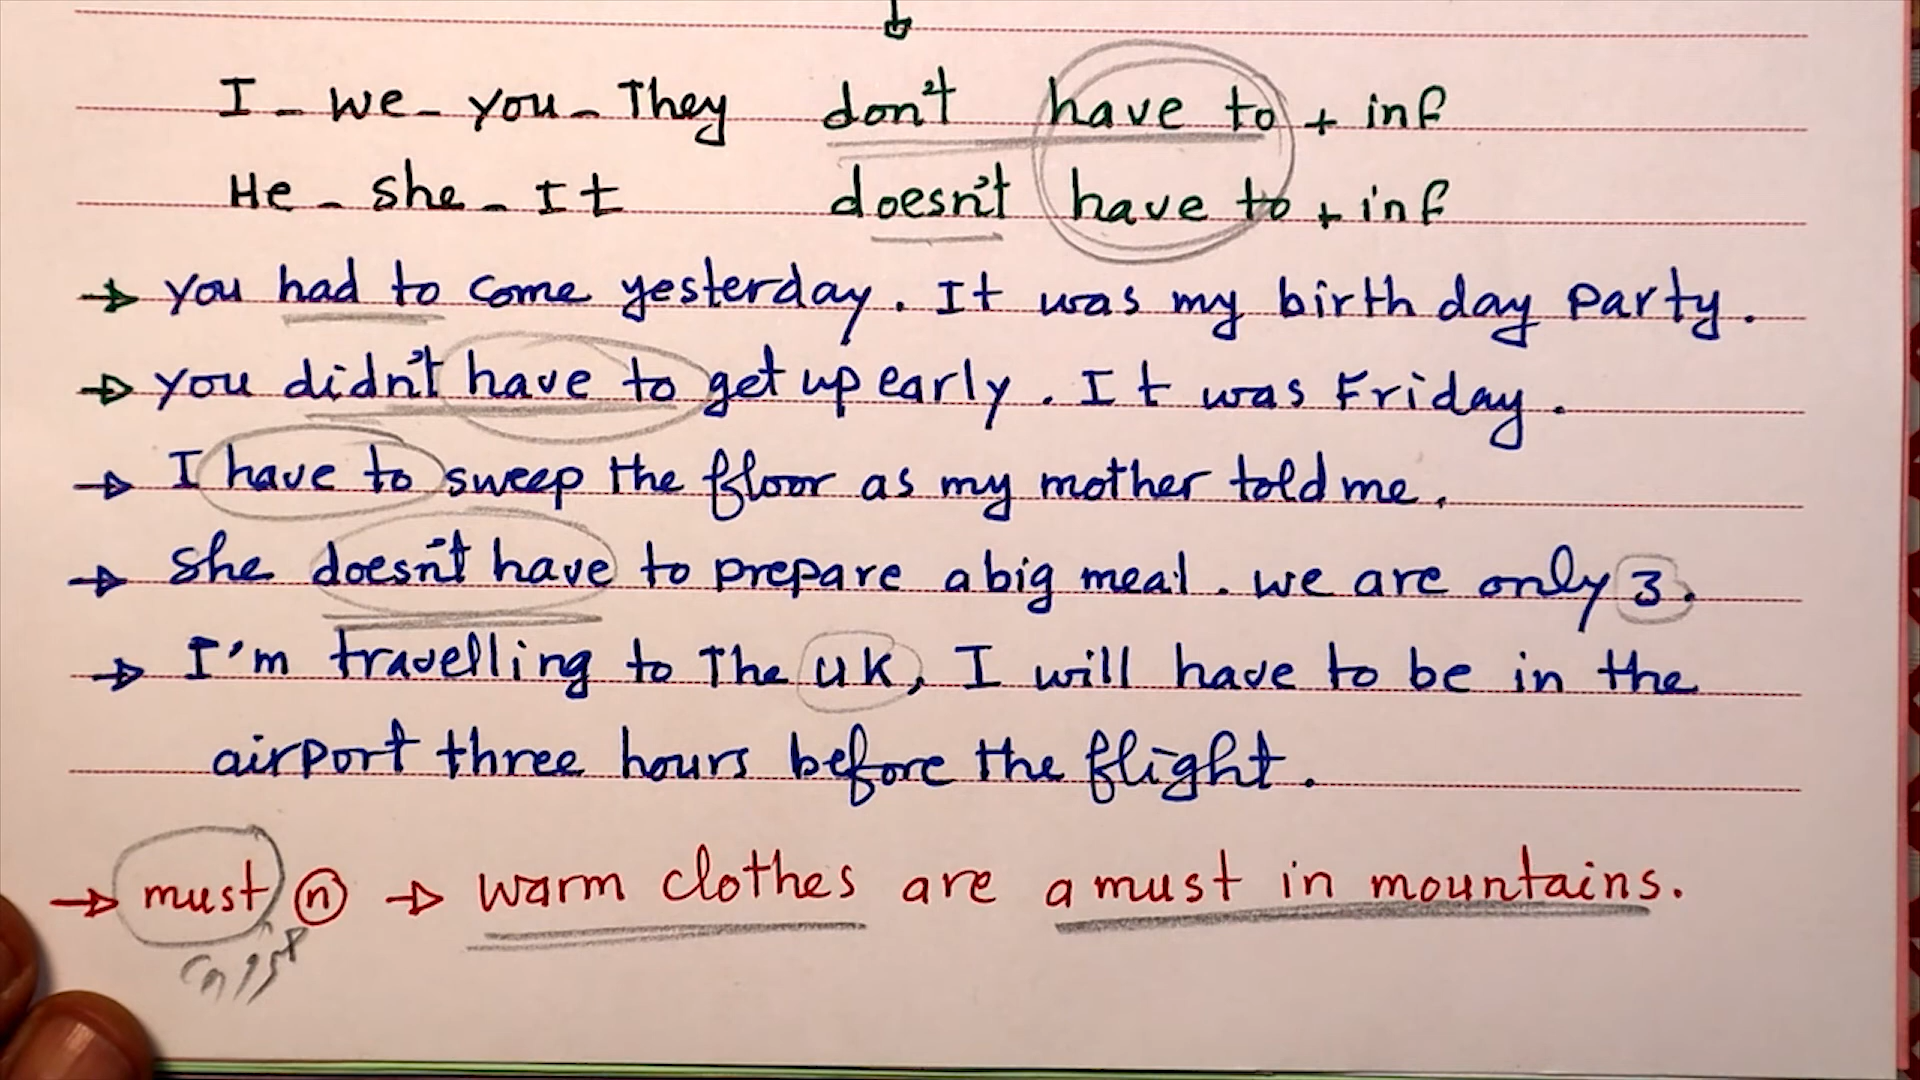 I - we - you - They don't have to + inf
He - she - It doesn't have to + inf
→ you had to come yesterday. It was my birth day party.
→ you didn't have to get up early. It was Friday.
→ I have to sweep the floor as my mother told me.
→ she doesn't have to prepare a big meal. we are only 3.
→ I'm travelling to The UK, I will have to be in the
airport three hours before the flight.
→ must (n) → warm clothes are a must in mountains.